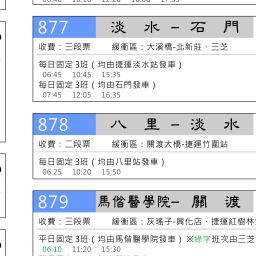 877 淡水－石門
收費：三段票 緩衝區：大溪橋-北新莊、三芝
每日固定 3班（均由捷運淡水站發車）
06:45 10:45 15:35
每日固定 3班（均由石門發車）
07:45 12:05 16:35
878 八里－淡水
收費：二段票 緩衝區：關渡大橋-捷運竹圍站
每日固定 3班（均由八里站發車）
06:25 10:20 15:50
879 馬偕醫學院－關渡
收費：三段票 緩衝區：灰瑤子-興化店、捷運紅樹林
平日固定 3班（均由馬偕醫學院發車）※綠字班次由三芝
06:10 11:20 15:30